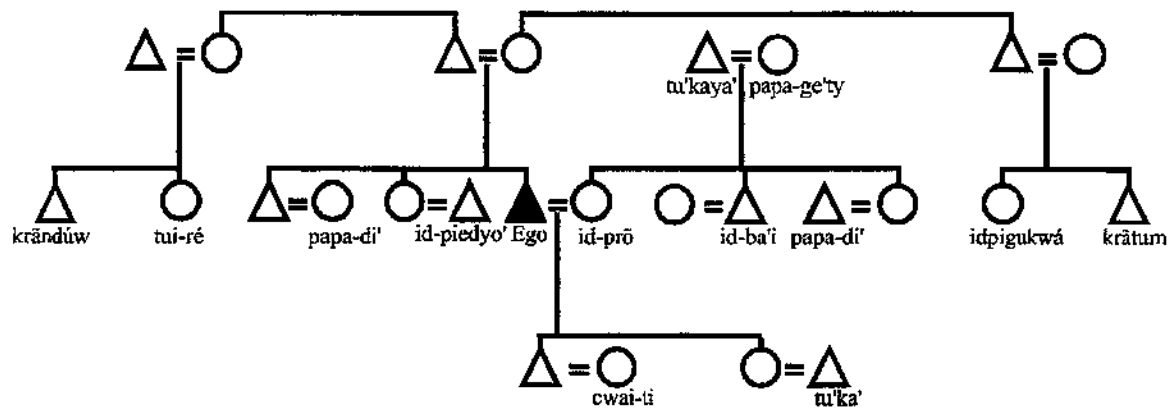 tu'kaya' papa-ge'ty
krãndúw tui-ré papa-di' id-piedyo' Ego id-prõ id-ba'i papa-di' idpigukwá krãtum
cwai-ti tu'ka'